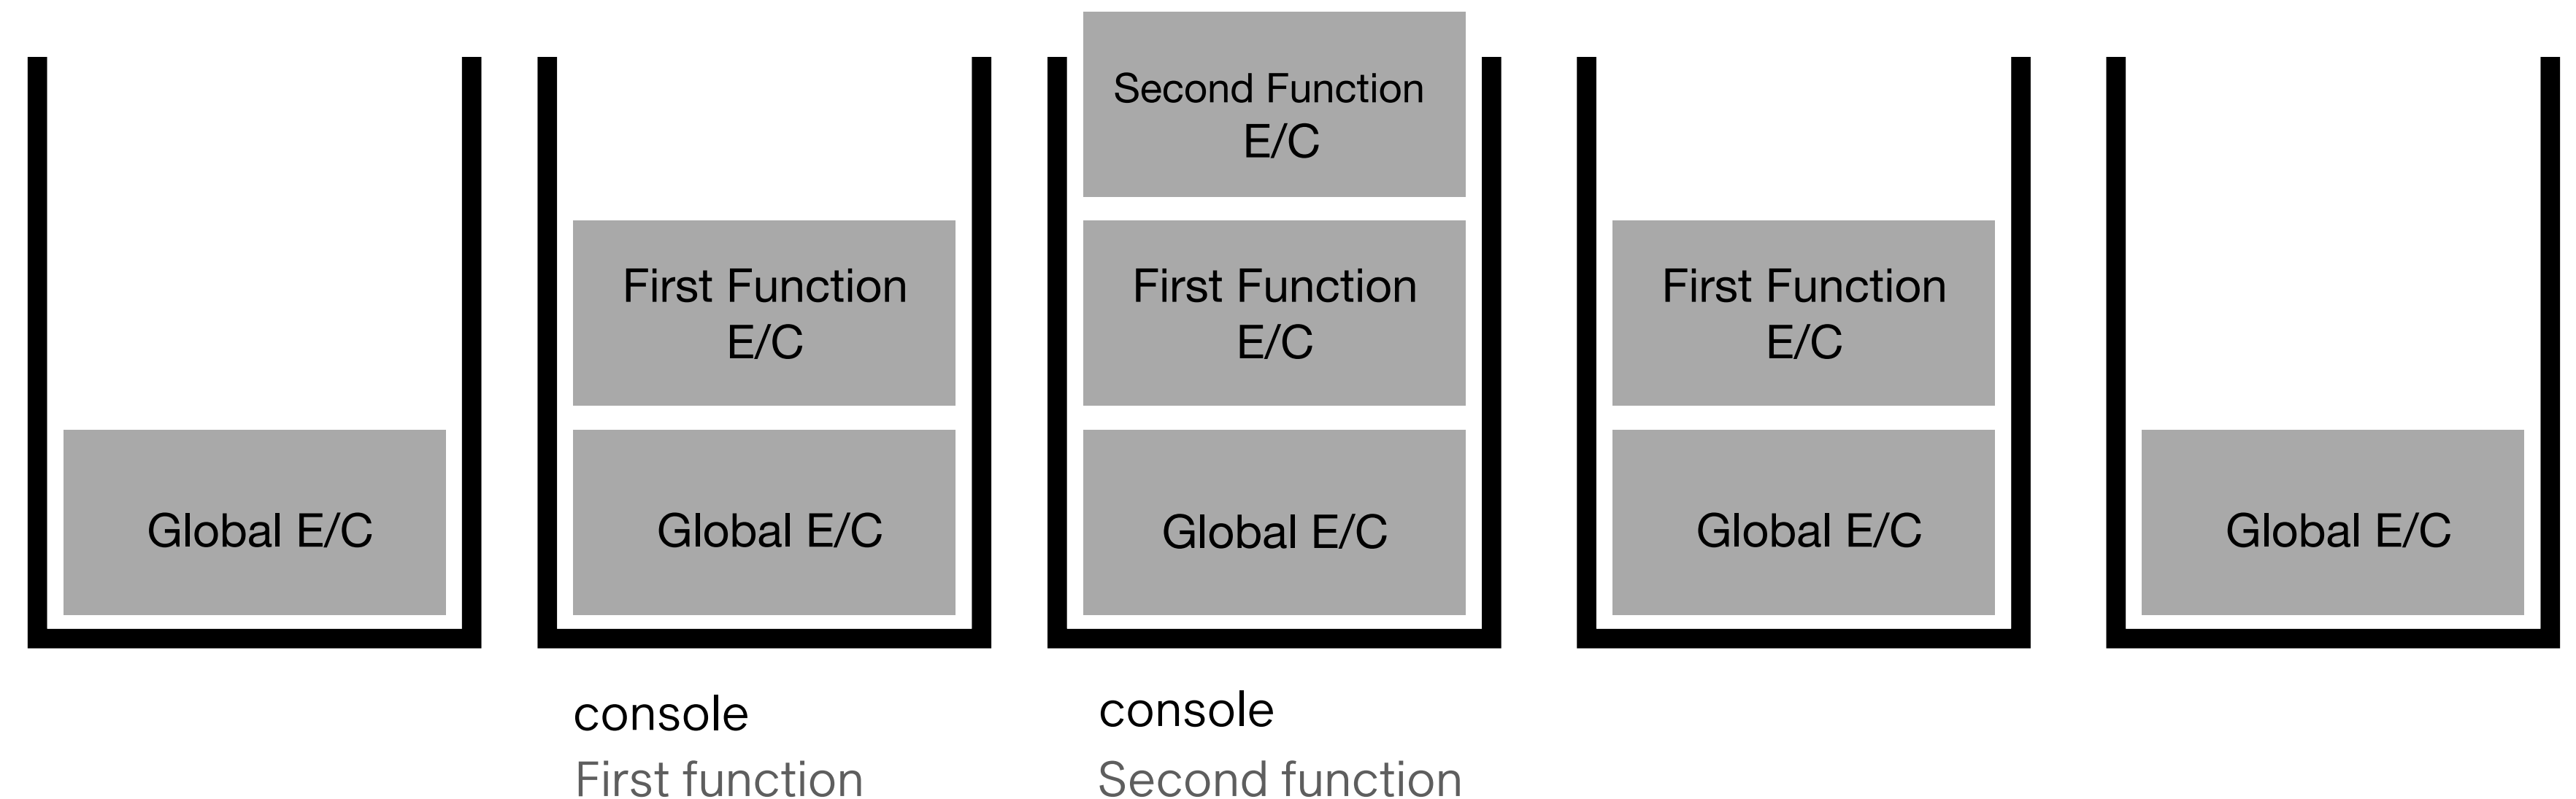 Global E/C
First Function
E/C
Global E/C
console
First function
Second Function
E/C
First Function
E/C
Global E/C
console
Second function
First Function
E/C
Global E/C
Global E/C